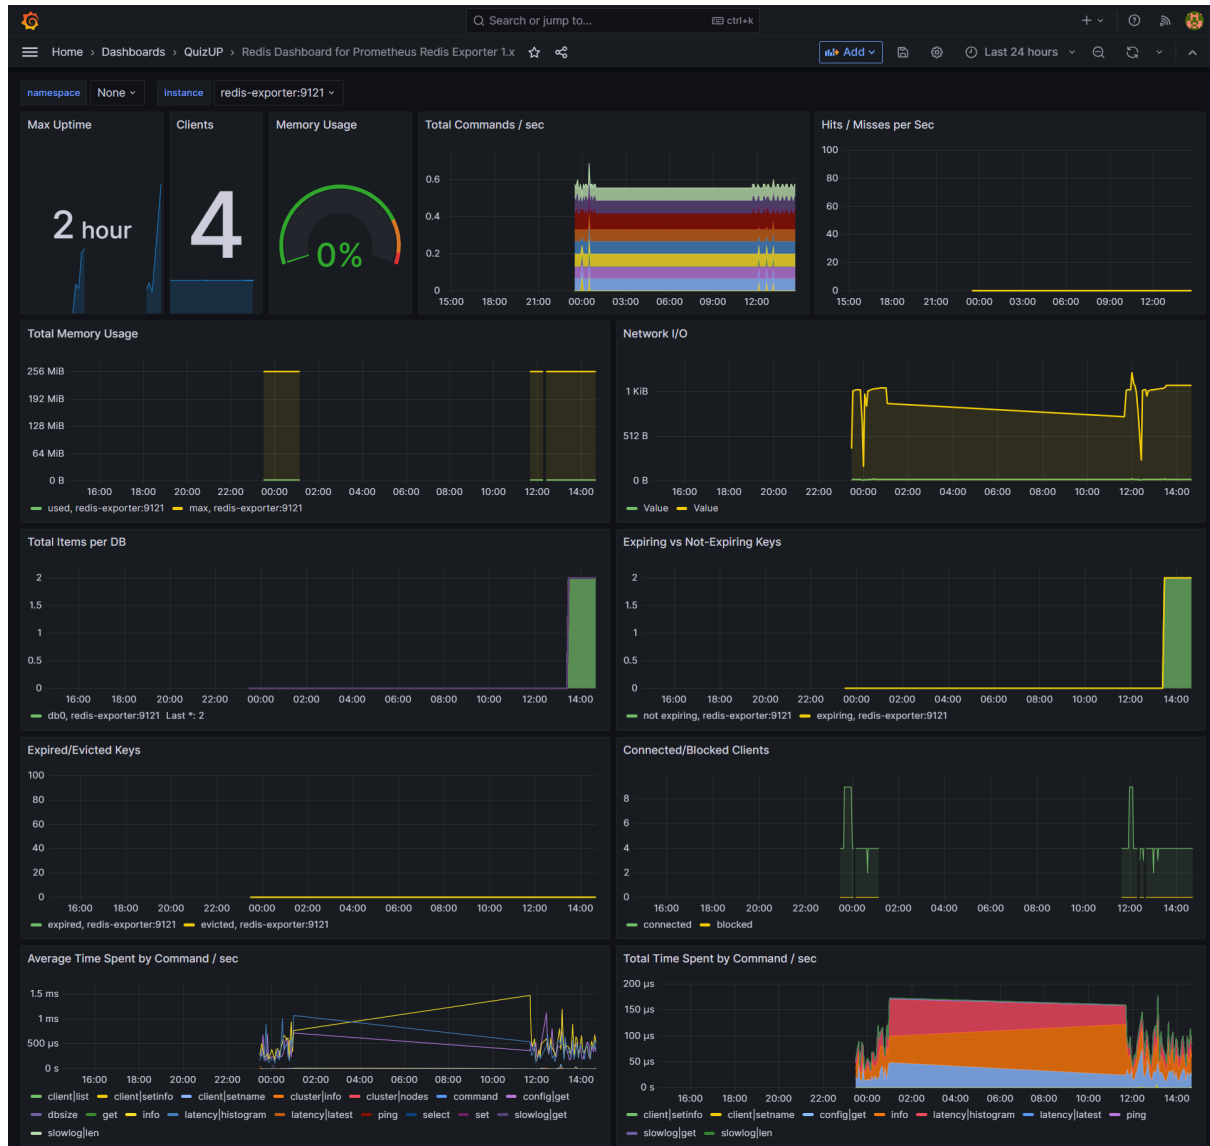 Search or jump to... ctrl+k
Home > Dashboards > QuizUP > Redis Dashboard for Prometheus Redis Exporter 1.x
Add
Last 24 hours
namespace None instance redis-exporter:9121
Max Uptime
2 hour
Clients
4
Memory Usage
0%
Total Commands / sec
0.6
0.4
0.2
0
15:00 18:00 21:00 00:00 03:00 06:00 09:00 12:00
Hits / Misses per Sec
100
80
60
40
20
0
15:00 18:00 21:00 00:00 03:00 06:00 09:00 12:00
Total Memory Usage
256 MiB
192 MiB
128 MiB
64 MiB
0 B
16:00 18:00 20:00 22:00 00:00 02:00 04:00 06:00 08:00 10:00 12:00 14:00
used, redis-exporter:9121 max, redis-exporter:9121
Network I/O
1 KiB
512 B
0 B
16:00 18:00 20:00 22:00 00:00 02:00 04:00 06:00 08:00 10:00 12:00 14:00
Value Value
Total Items per DB
2
1.5
1
0.5
0
16:00 18:00 20:00 22:00 00:00 02:00 04:00 06:00 08:00 10:00 12:00 14:00
db0, redis-exporter:9121 Last *: 2
Expiring vs Not-Expiring Keys
2
1.5
1
0.5
0
16:00 18:00 20:00 22:00 00:00 02:00 04:00 06:00 08:00 10:00 12:00 14:00
not expiring, redis-exporter:9121 expiring, redis-exporter:9121
Expired/Evicted Keys
100
80
60
40
20
0
16:00 18:00 20:00 22:00 00:00 02:00 04:00 06:00 08:00 10:00 12:00 14:00
expired, redis-exporter:9121 evicted, redis-exporter:9121
Connected/Blocked Clients
8
6
4
2
0
16:00 18:00 20:00 22:00 00:00 02:00 04:00 06:00 08:00 10:00 12:00 14:00
connected blocked
Average Time Spent by Command / sec
1.5 ms
1 ms
500 µs
0 s
16:00 18:00 20:00 22:00 00:00 02:00 04:00 06:00 08:00 10:00 12:00 14:00
client|list client|setinfo client|setname cluster|info cluster|nodes command config|get
dbsize get info latency|histogram latency|latest ping select set slowlog|get
slowlog|len
Total Time Spent by Command / sec
200 µs
150 µs
100 µs
50 µs
0 s
16:00 18:00 20:00 22:00 00:00 02:00 04:00 06:00 08:00 10:00 12:00 14:00
client|setinfo client|setname config|get info latency|histogram latency|latest ping
slowlog|get slowlog|len